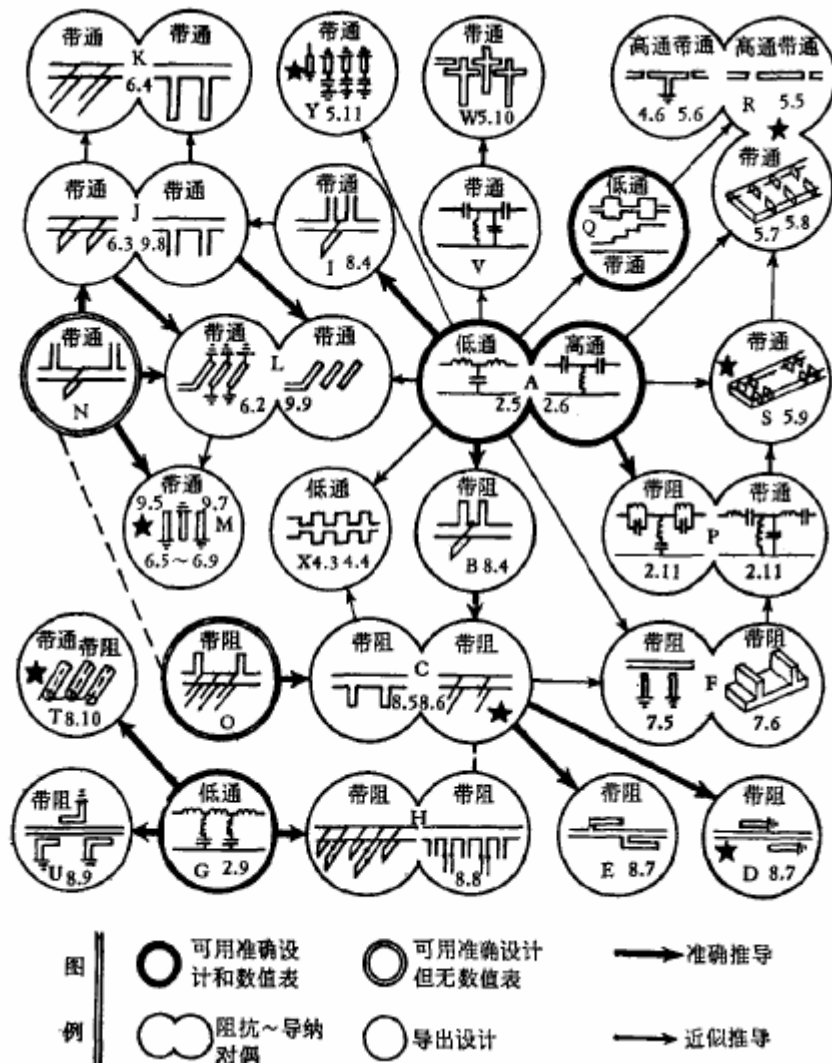 带通 带通
K
6.4
带通
Y 5.11
带通
W5.10
高通带通 高通带通
4.6 5.6 R 5.5
带通 带通
J
6.3 9.8
带通
I 8.4
带通
V
低通
Q
带通
带通
5.7 5.8
带通
N
带通 带通
L
6.2 9.9
低通 高通
A
2.5 2.6
带通
S 5.9
带通
9.5 9.7
M
6.5~6.9
低通
X4.3 4.4
带阻
B 8.4
带阻 带通
P
2.11 2.11
带通 带阻
T8.10
带阻
O
带阻 带阻
C
8.5 8.6
带阻 带阻
F
7.5 7.6
带阻
U 8.9
低通
G 2.9
带阻 带阻
H
8.8
带阻
E 8.7
带阻
D 8.7
图例
可用准确设计和数值表
可用准确设计但无数值表
准确推导
阻抗~导纳对偶
导出设计
近似推导